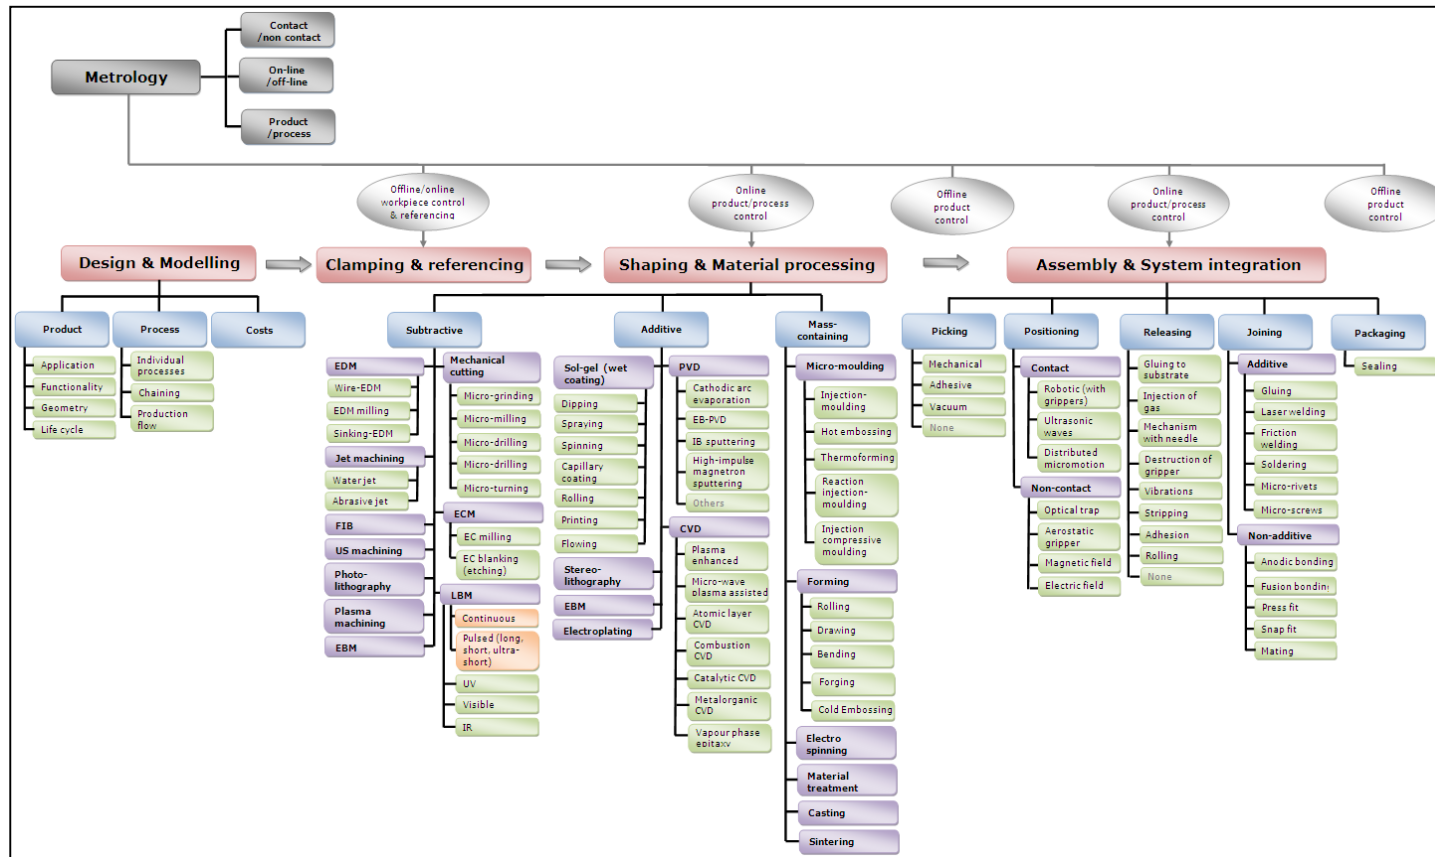 Contact
/non contact
Metrology
On-line
/off-line
Product
/process
Offline/online
workpiece control
& referencing
Online
product/process
control
Offline
product
control
Online
product/process
control
Offline
product
control
Design & Modelling
Clamping & referencing
Shaping & Material processing
Assembly & System integration
Product
Application
Functionality
Geometry
Life cycle
Process
Individual
processes
Chaining
Production
flow
Costs
Subtractive
EDM
Wire-EDM
EDM milling
Sinking-EDM
Jet machining
Water jet
Abrasive jet
FIB
US machining
Photo-
lithography
Plasma
machining
EBM
Mechanical
cutting
Micro-grinding
Micro-milling
Micro-drilling
Micro-drilling
Micro-turning
ECM
EC milling
EC blanking
(etching)
LBM
Continuous
Pulsed (long,
short, ultra-
short)
UV
Visible
IR
Additive
Sol-gel (wet
coating)
Dipping
Spraying
Spinning
Capillary
coating
Rolling
Printing
Flowing
Stereo-
lithography
EBM
Electroplating
PVD
Cathodic arc
evaporation
EB-PVD
IB sputtering
High-impulse
magnetron
sputtering
Others
CVD
Plasma
enhanced
Micro-wave
plasma assisted
Atomic layer
CVD
Combustion
CVD
Catalytic CVD
Metalorganic
CVD
Vapour phase
epitaxy
Mass-
containing
Micro-moulding
Injection-
moulding
Hot embossing
Thermoforming
Reaction
injection-
moulding
Injection
compressive
moulding
Forming
Rolling
Drawing
Bending
Forging
Cold Embossing
Electro
spinning
Material
treatment
Casting
Sintering
Picking
Mechanical
Adhesive
Vacuum
None
Positioning
Contact
Robotic (with
grippers)
Ultrasonic
waves
Distributed
micromotion
Non-contact
Optical trap
Aerostatic
gripper
Magnetic field
Electric field
Releasing
Gluing to
substrate
Injection of
gas
Mechanism
with needle
Destruction of
gripper
Vibrations
Stripping
Adhesion
Rolling
None
Joining
Additive
Gluing
Laser welding
Friction
welding
Soldering
Micro-rivets
Micro-screws
Non-additive
Anodic bonding
Fusion bonding
Press fit
Snap fit
Mating
Packaging
Sealing